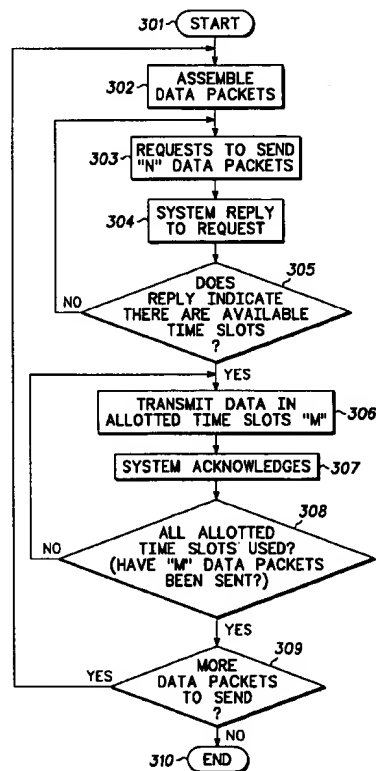 301
START
302
ASSEMBLE
DATA PACKETS
303
REQUESTS TO SEND
"N" DATA PACKETS
304
SYSTEM REPLY
TO REQUEST
305
DOES
REPLY INDICATE
THERE ARE AVAILABLE
TIME SLOTS
?
NO
YES
TRANSMIT DATA IN
ALLOTTED TIME SLOTS "M"
306
SYSTEM ACKNOWLEDGES
307
308
ALL ALLOTTED
TIME SLOTS USED?
(HAVE "M" DATA PACKETS
BEEN SENT?)
NO
YES
309
MORE
DATA PACKETS
TO SEND
?
YES
NO
310
END